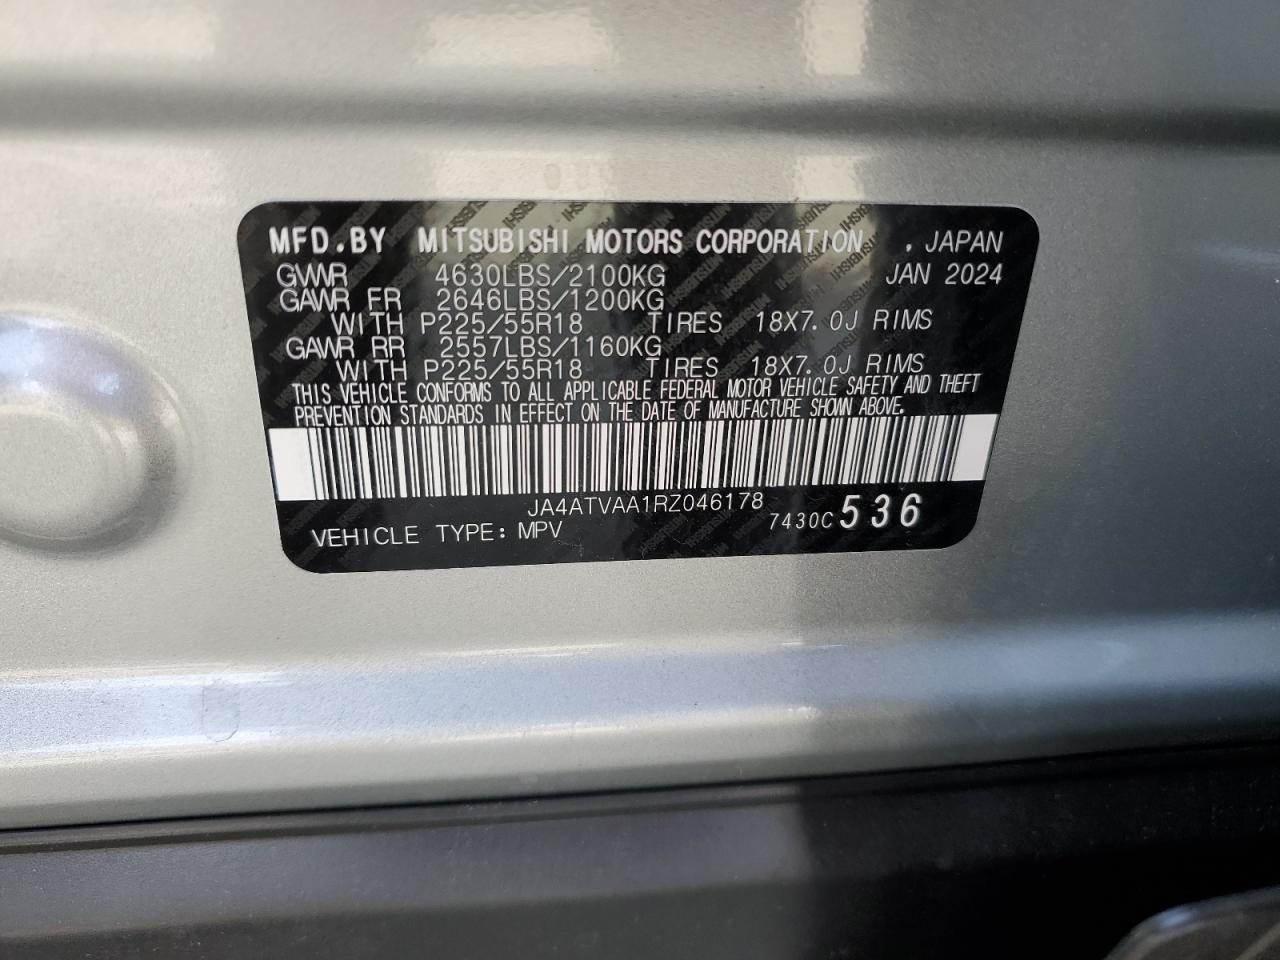 MFD.BY MITSUBISHI MOTORS CORPORATION , JAPAN
GVWR 4630LBS/2100KG JAN 2024
GAWR FR 2646LBS/1200KG
WITH P225/55R18 TIRES 18X7.0J RIMS
GAWR RR 2557LBS/1160KG
WITH P225/55R18 TIRES 18X7.0J RIMS
THIS VEHICLE CONFORMS TO ALL APPLICABLE FEDERAL MOTOR VEHICLE SAFETY AND THEFT
PREVENTION STANDARDS IN EFFECT ON THE DATE OF MANUFACTURE SHOWN ABOVE.
JA4ATVAA1RZ046178
VEHICLE TYPE: MPV 7430C 536